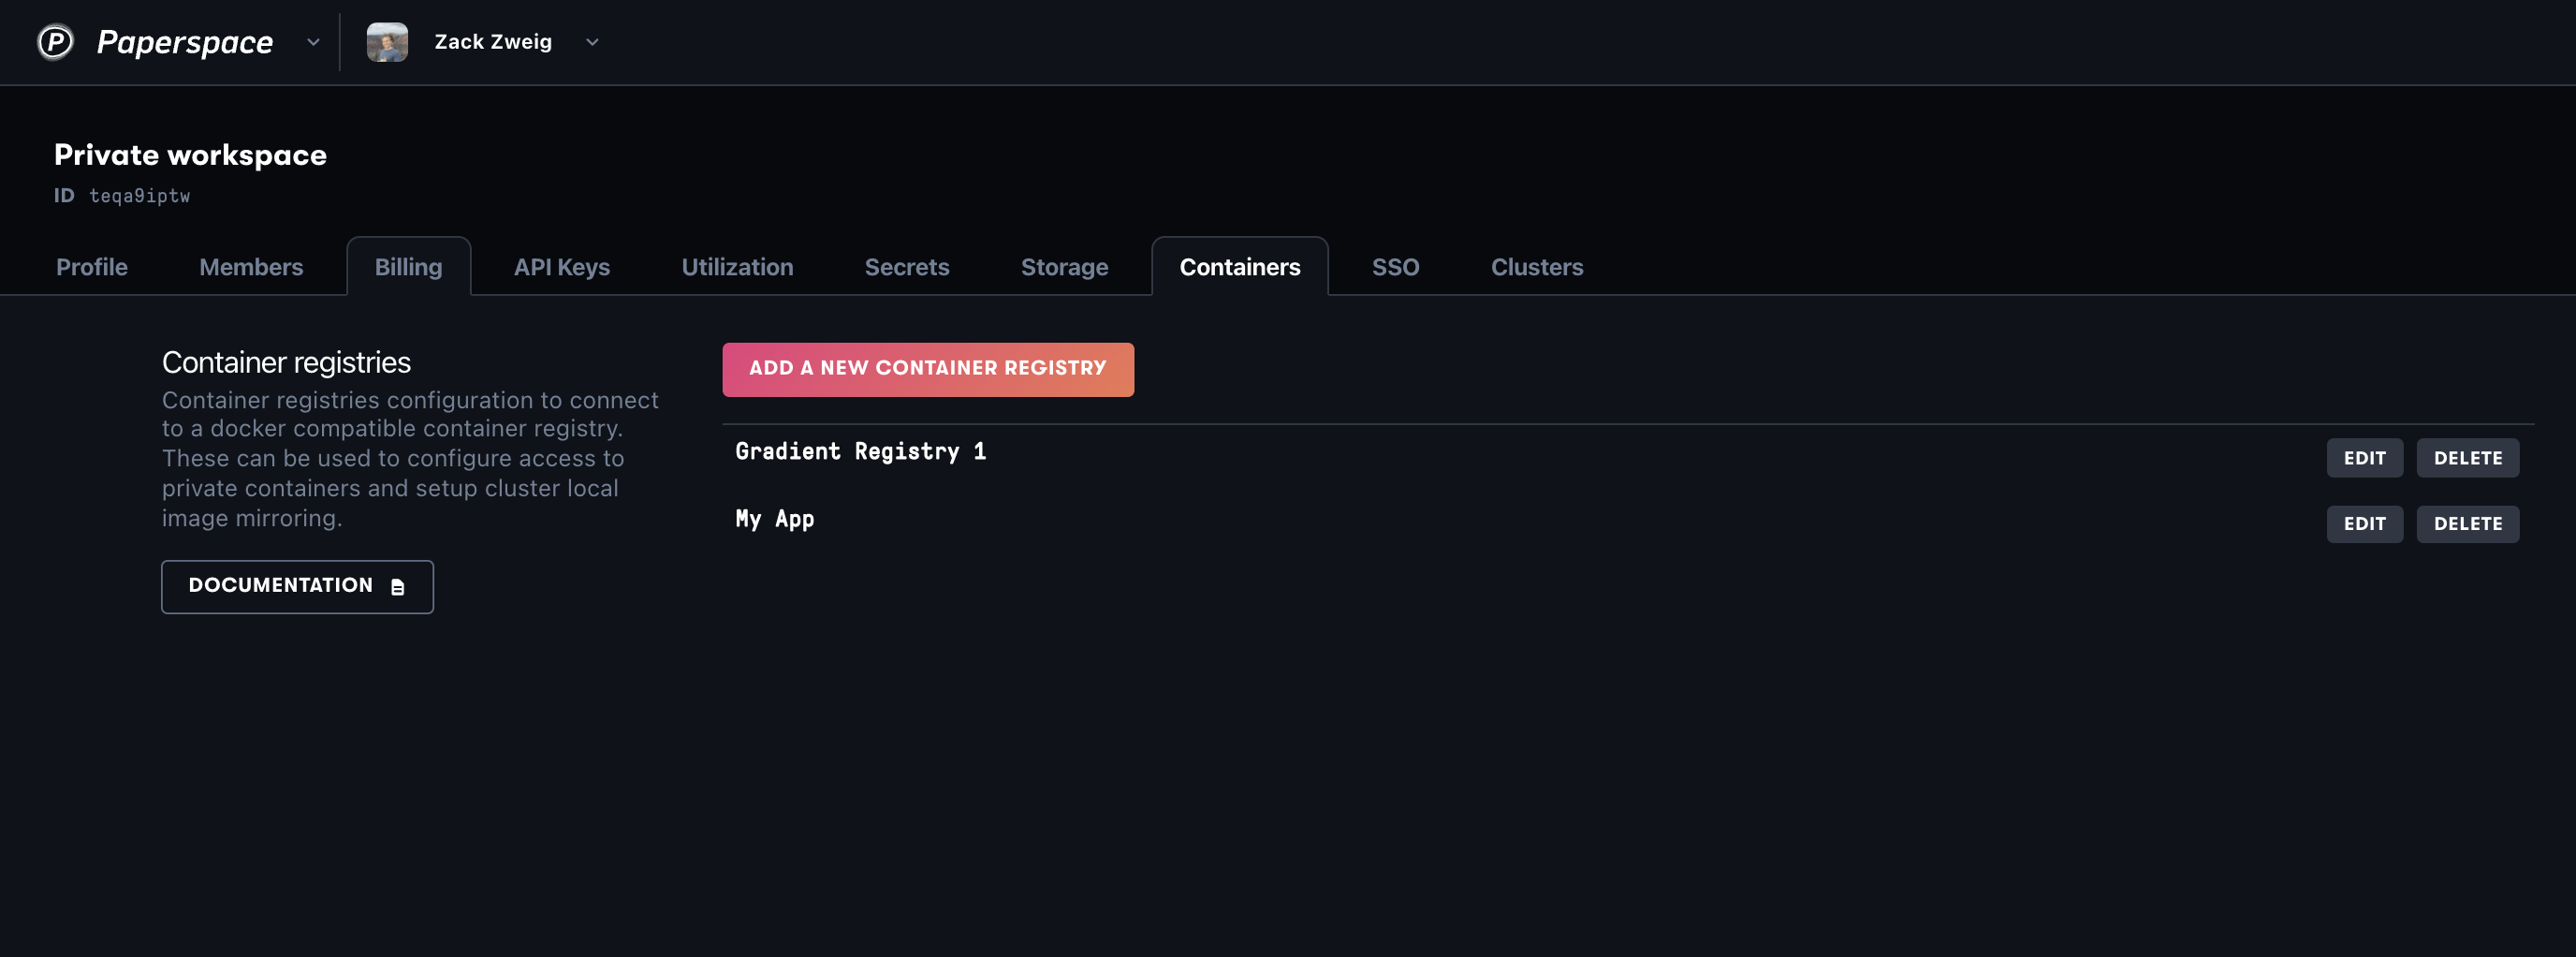 P Paperspace Zack Zweig
Private workspace
ID teqa9iptw
Profile Members Billing API Keys Utilization Secrets Storage Containers SSO Clusters
Container registries
Container registries configuration to connect
to a docker compatible container registry.
These can be used to configure access to
private containers and setup cluster local
image mirroring.
DOCUMENTATION
ADD A NEW CONTAINER REGISTRY
Gradient Registry 1 EDIT DELETE
My App EDIT DELETE